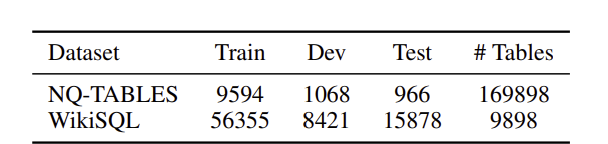 Dataset Train Dev Test # Tables
NQ-TABLES 9594 1068 966 169898
WikiSQL 56355 8421 15878 9898